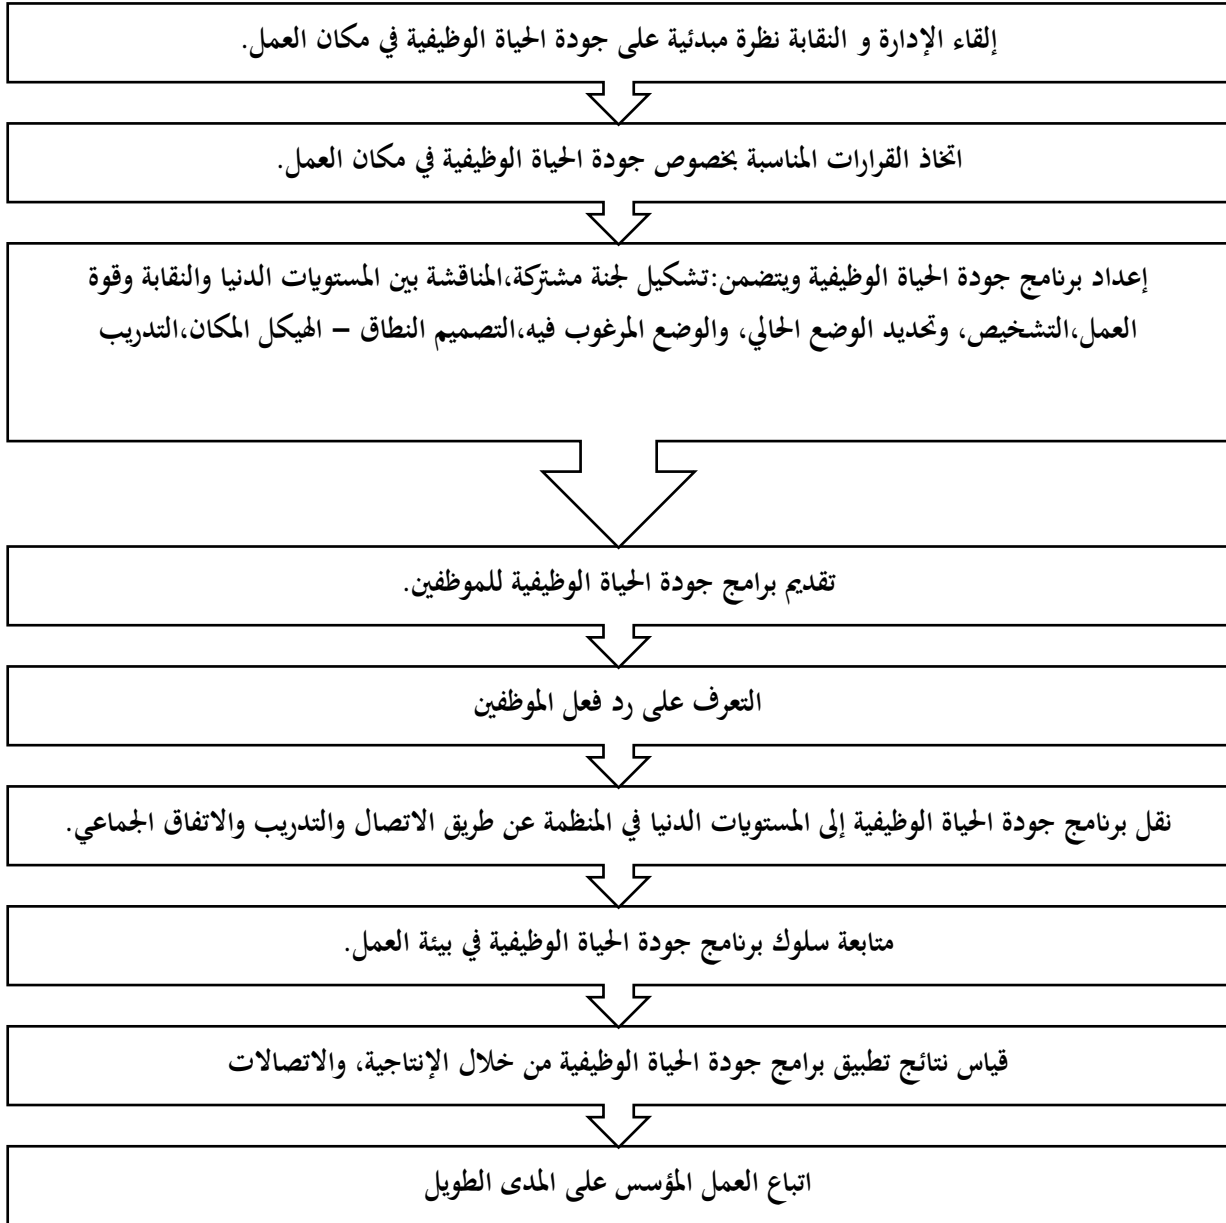 إلقاء الإدارة و النقابة نظرة مبدئية على جودة الحياة الوظيفية في مكان العمل.
اتخاذ القرارات المناسبة بخصوص جودة الحياة الوظيفية في مكان العمل.
إعداد برنامج جودة الحياة الوظيفية ويتضمن:تشكيل لجنة مشتركة،المناقشة بين المستويات الدنيا والنقابة وقوة
العمل،التشخيص، وتحديد الوضع الحالي، والوضع المرغوب فيه،التصميم النطاق – الهيكل المكان،التدريب
تقديم برامج جودة الحياة الوظيفية للموظفين.
التعرف على رد فعل الموظفين
نقل برنامج جودة الحياة الوظيفية إلى المستويات الدنيا في المنظمة عن طريق الاتصال والتدريب والاتفاق الجماعي.
متابعة سلوك برنامج جودة الحياة الوظيفية في بيئة العمل.
قياس نتائج تطبيق برامج جودة الحياة الوظيفية من خلال الإنتاجية، والاتصالات
اتباع العمل المؤسس على المدى الطويل